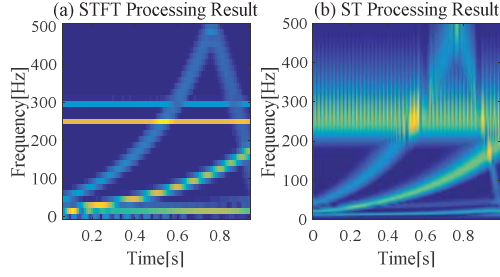 (a) STFT Processing Result
(b) ST Processing Result
Frequency[Hz]
500
400
300
200
100
0
0.2 0.4 0.6 0.8
Time[s]
Frequency[Hz]
500
400
300
200
100
0
0 0.2 0.4 0.6 0.8
Time[s]